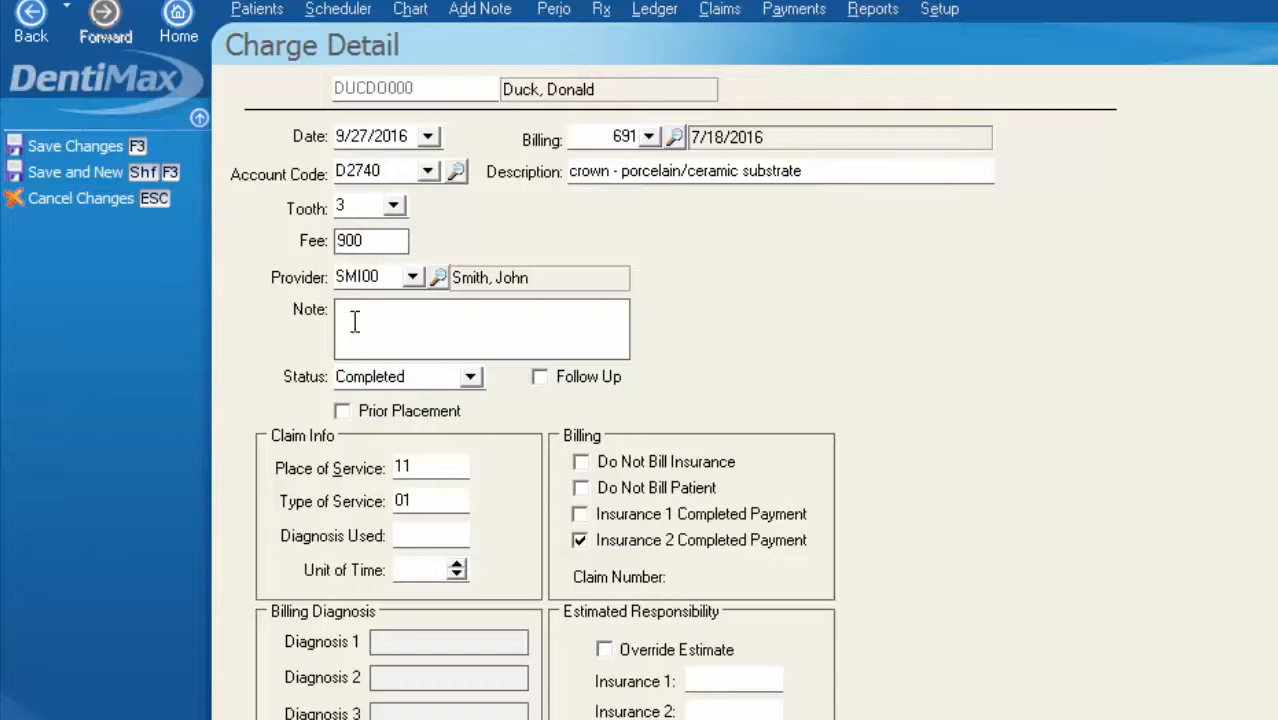 Patients Scheduler Chart Add Note Perio Rx Ledger Claims Payments Reports Setup
Back Forward Home
Charge Detail
DentiMax
DUCDO000 Duck, Donald
Save Changes F3
Save and New Shf F3
Cancel Changes ESC
Date: 9/27/2016 Billing: 691 7/18/2016
Account Code: D2740 Description: crown - porcelain/ceramic substrate
Tooth: 3
Fee: 900
Provider: SMI00 Smith, John
Note:
Status: Completed Follow Up
Prior Placement
Claim Info
Place of Service: 11
Type of Service: 01
Diagnosis Used:
Unit of Time:
Billing
Do Not Bill Insurance
Do Not Bill Patient
Insurance 1 Completed Payment
Insurance 2 Completed Payment
Claim Number:
Billing Diagnosis
Diagnosis 1
Diagnosis 2
Diagnosis 3
Estimated Responsibility
Override Estimate
Insurance 1:
Insurance 2: